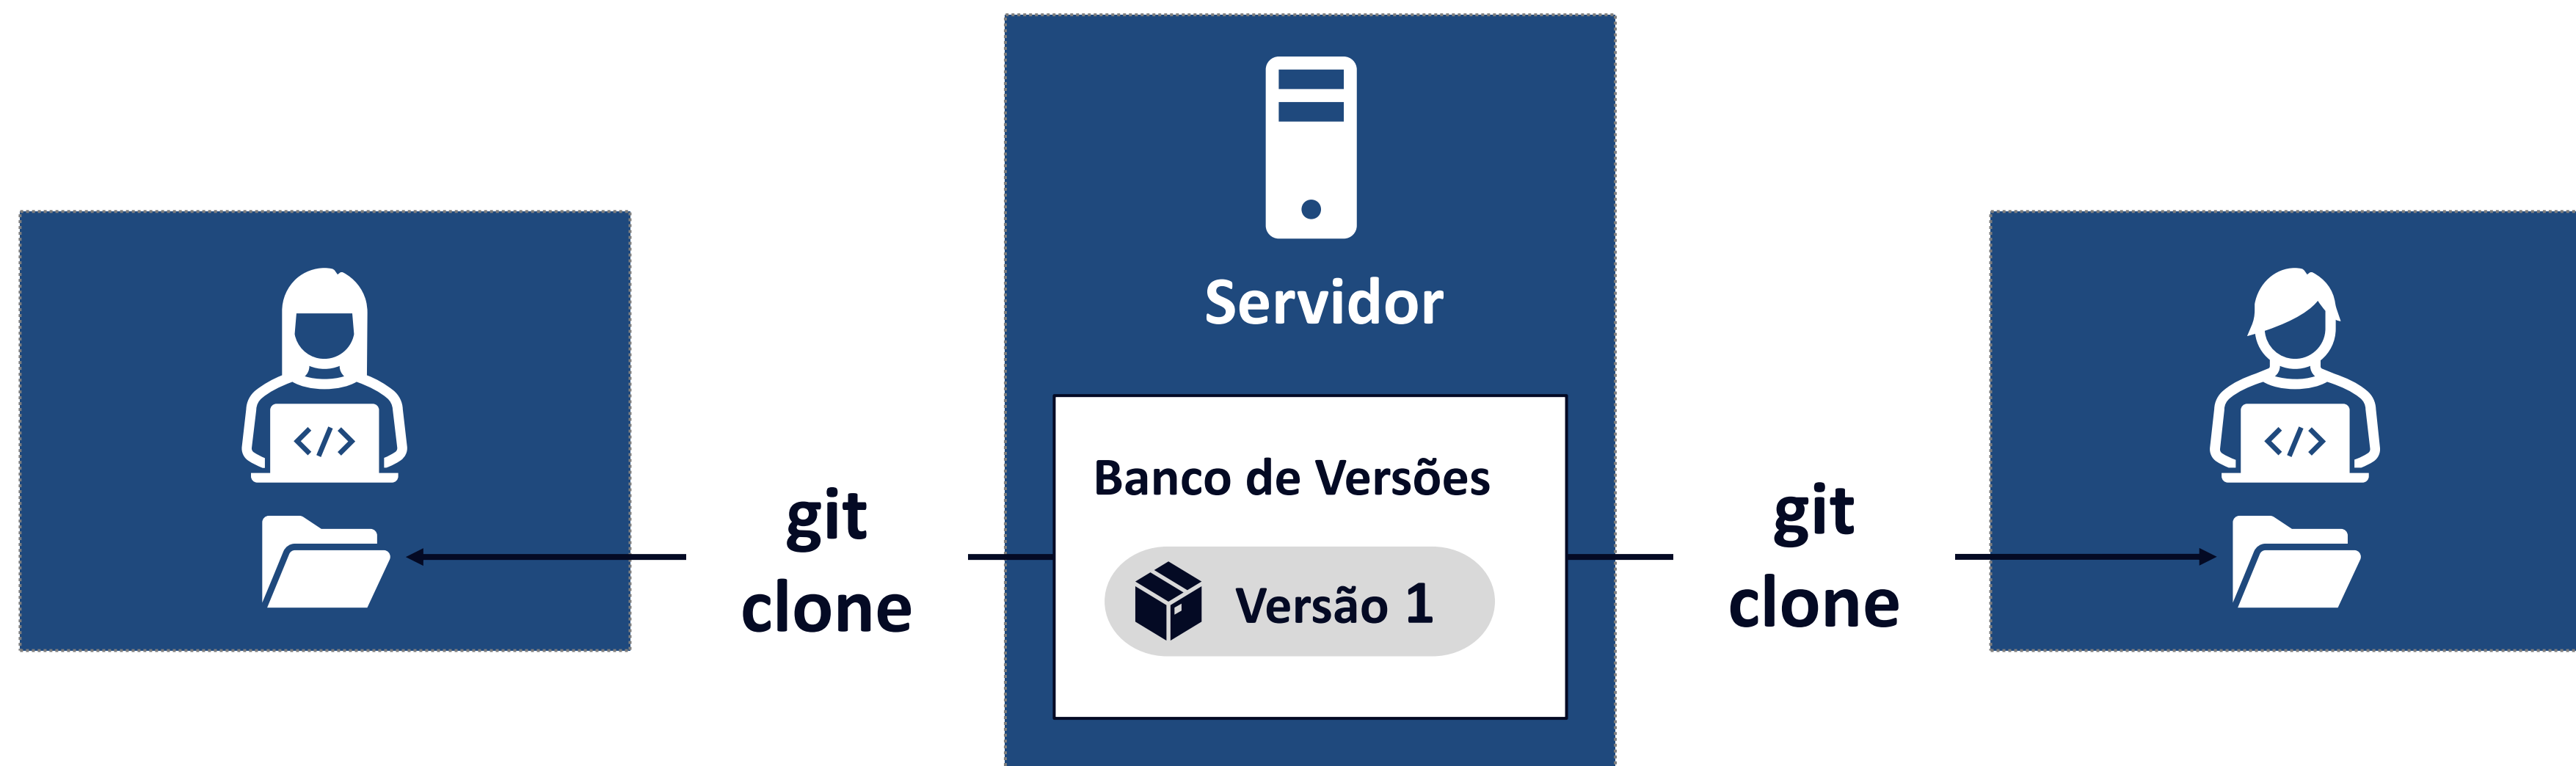 Servidor
Banco de Versões
Versão 1
git
clone
git
clone
</>
</>